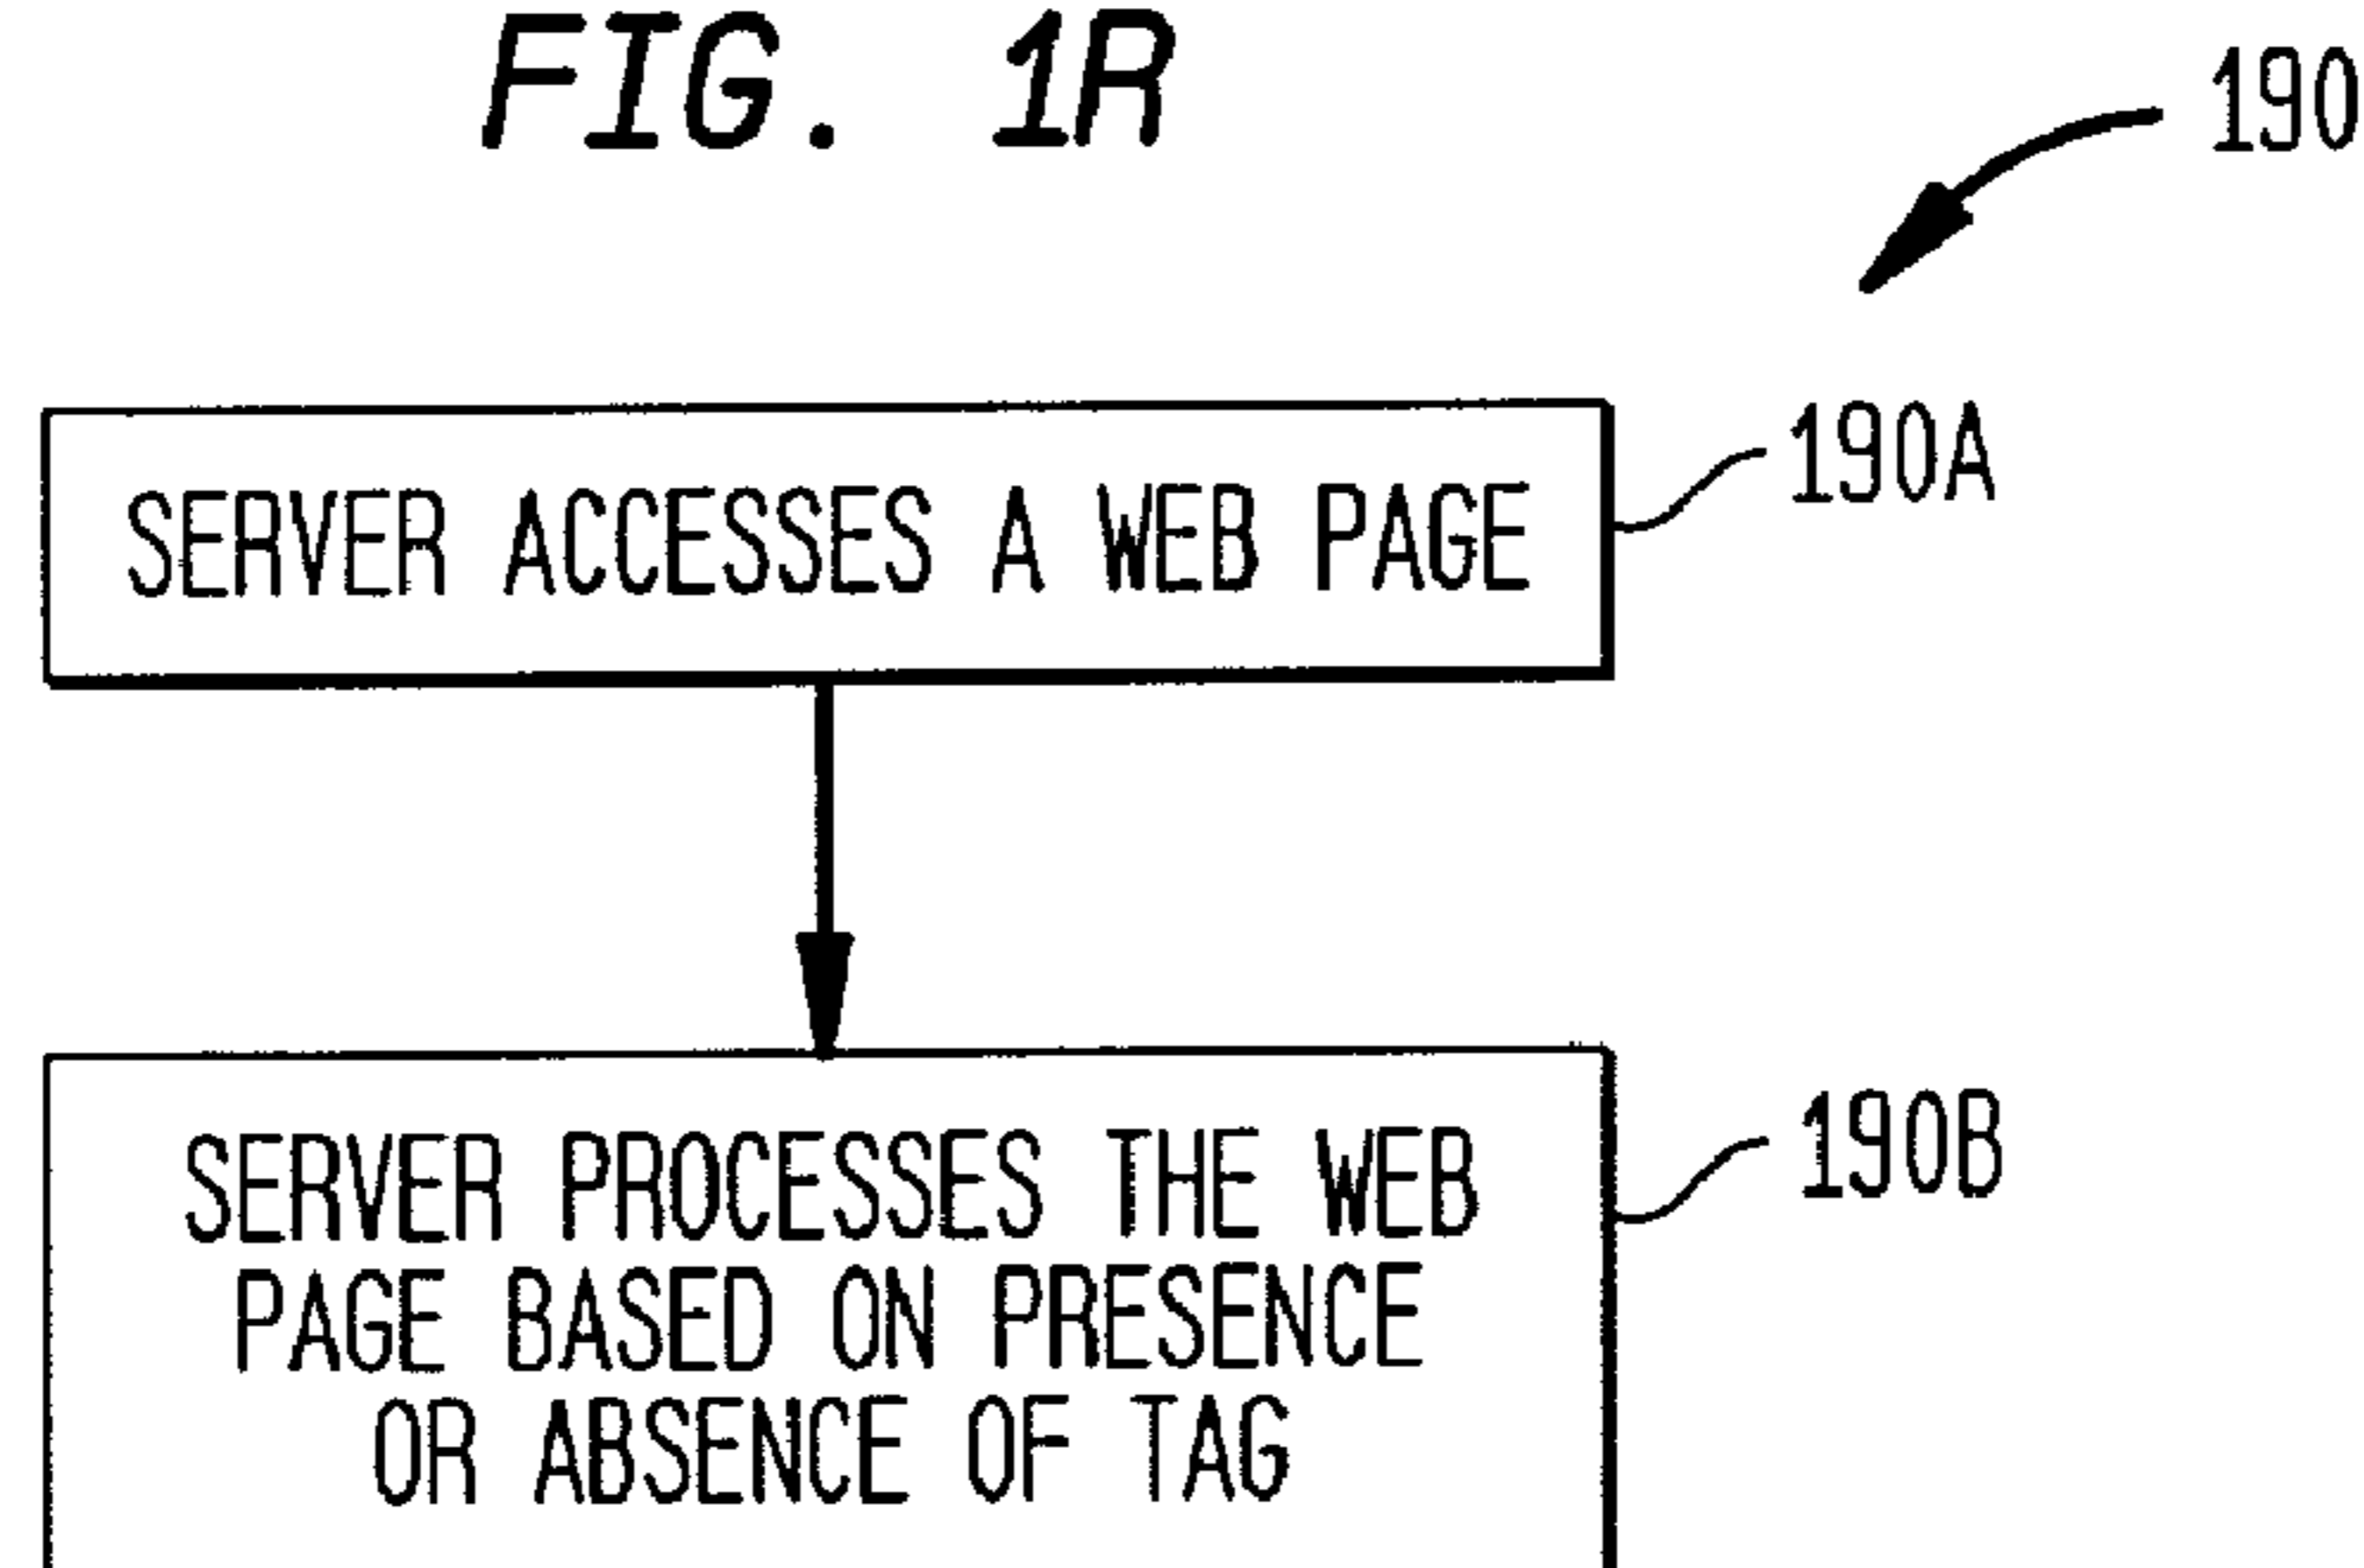 FIG. 1R
190
190A
SERVER ACCESSES A WEB PAGE
190B
SERVER PROCESSES THE WEB
PAGE BASED ON PRESENCE
OR ABSENCE OF TAG